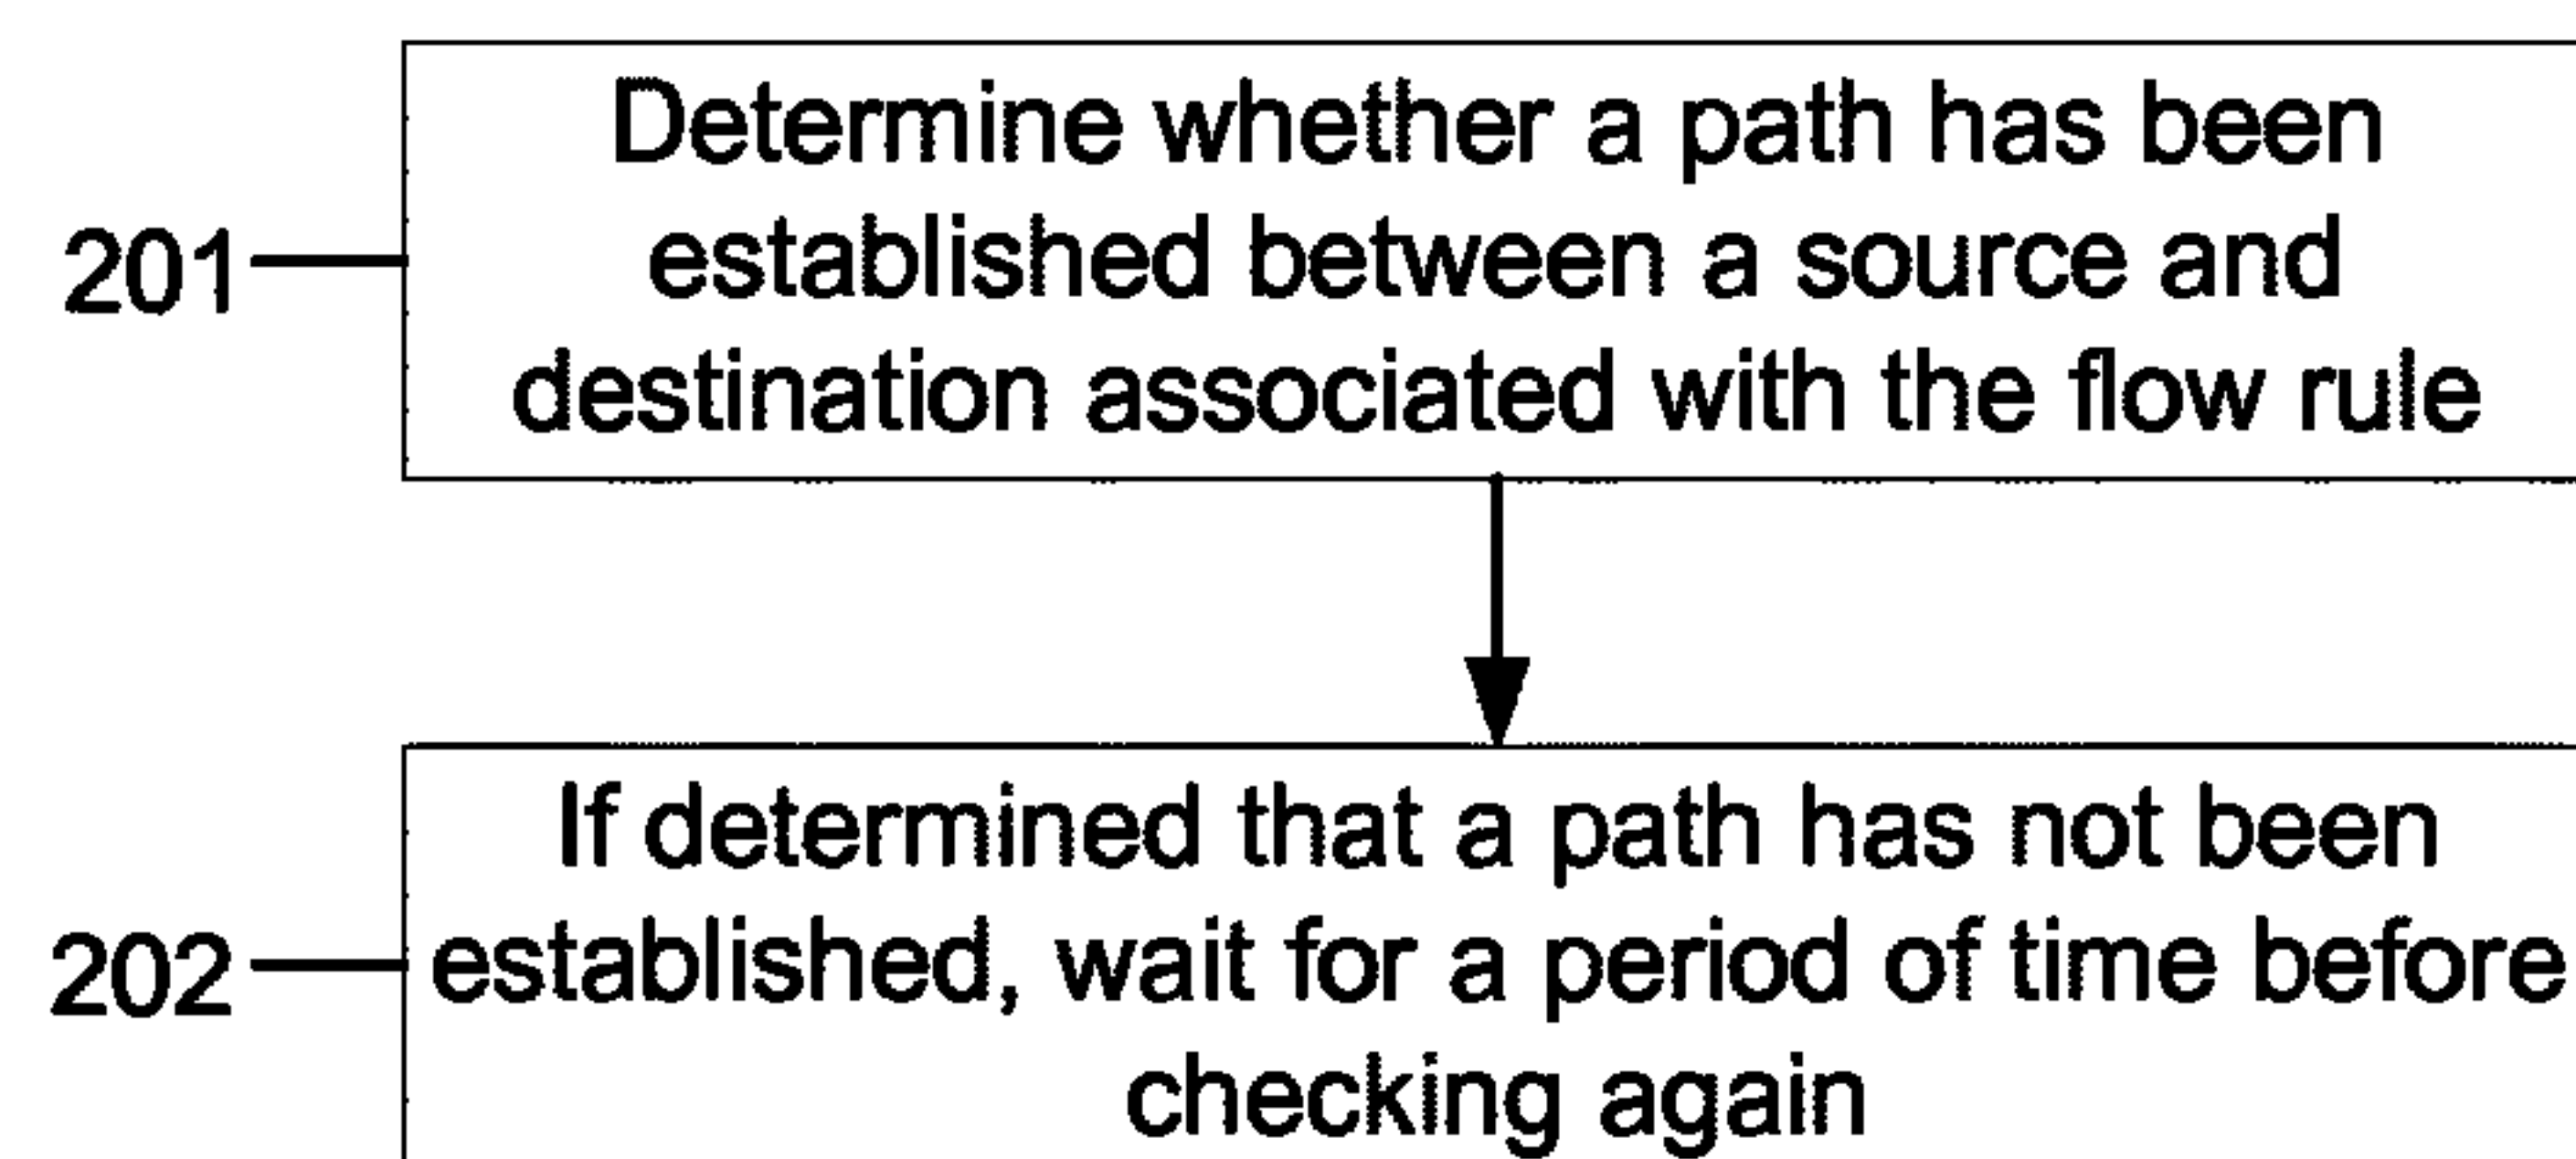 Determine whether a path has been
201
established between a source and
destination associated with the flow rule
If determined that a path has not been
202
established, wait for a period of time before
checking again